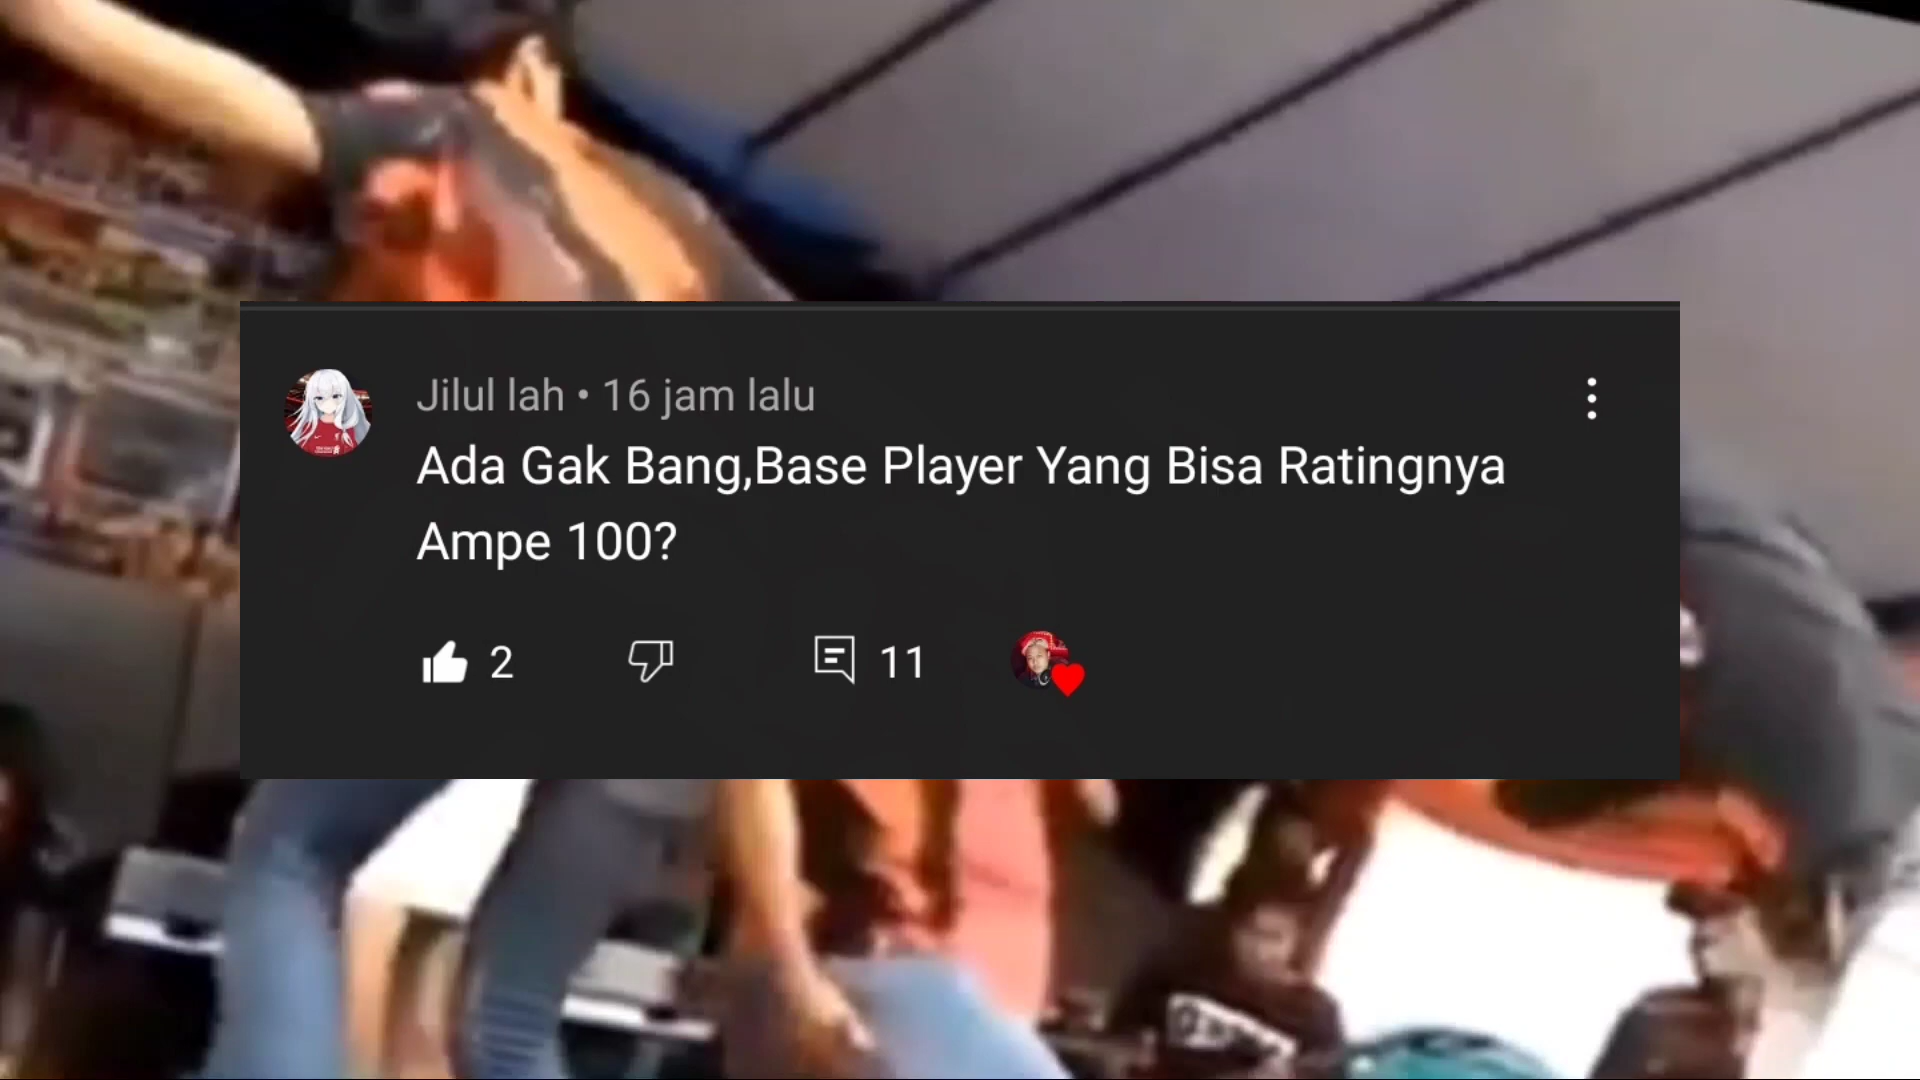 Jilul lah • 16 jam lalu
Ada Gak Bang,Base Player Yang Bisa Ratingnya
Ampe 100?
2
11